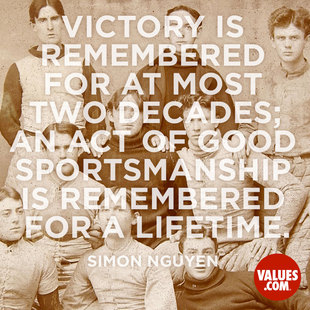 VICTORY IS
REMEMBERED
FOR AT MOST
TWO DECADES;
AN ACT OF GOOD
SPORTSMANSHIP
IS REMEMBERED
FOR A LIFETIME.
SIMON NGUYEN
VALUES
.COM